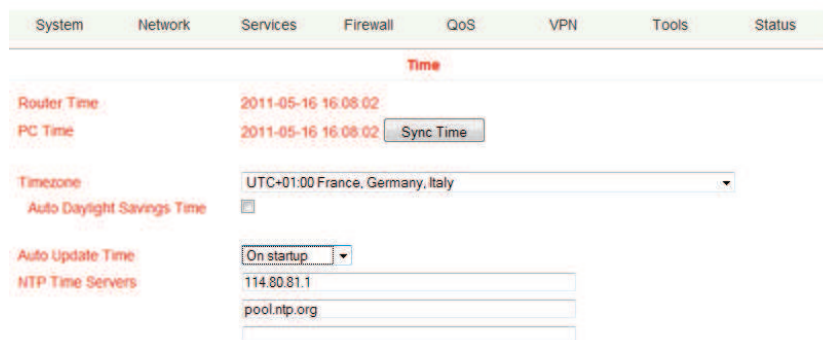 System Network Services Firewall QoS VPN Tools Status
Time
Router Time 2011-05-16 16:08:02
PC Time 2011-05-16 16:08:02 Sync Time
Timezone UTC+01:00 France, Germany, Italy
Auto Daylight Savings Time
Auto Update Time On startup
NTP Time Servers 114.80.81.1
pool.ntp.org